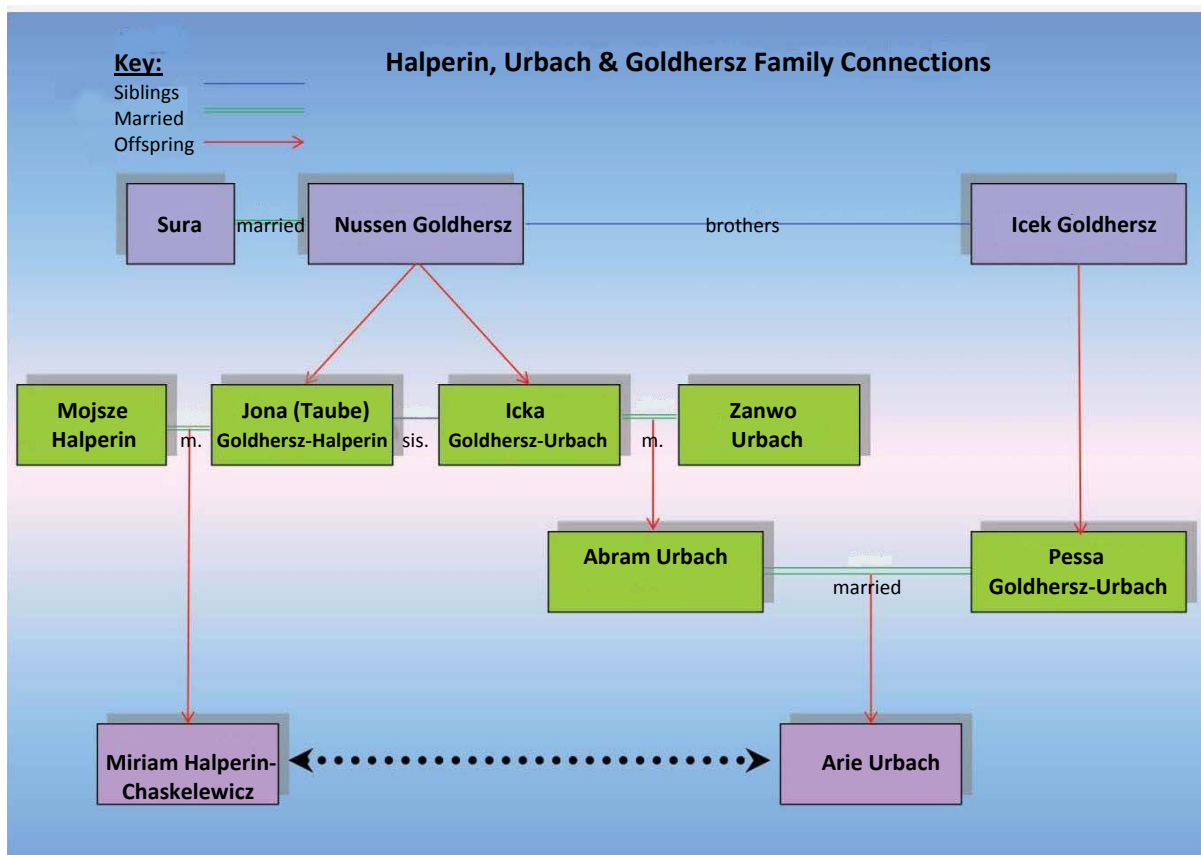 Key:
Halperin, Urbach & Goldhersz Family Connections
Siblings
Married
Offspring
Sura
married
Nussen Goldhersz
brothers
Icek Goldhersz
Mojsze
Halperin
m.
Jona (Taube)
Goldhersz-Halperin
sis.
Icka
Goldhersz-Urbach
m.
Zanwo
Urbach
Abram Urbach
married
Pessa
Goldhersz-Urbach
Miriam Halperin-
Chaskelewicz
Arie Urbach